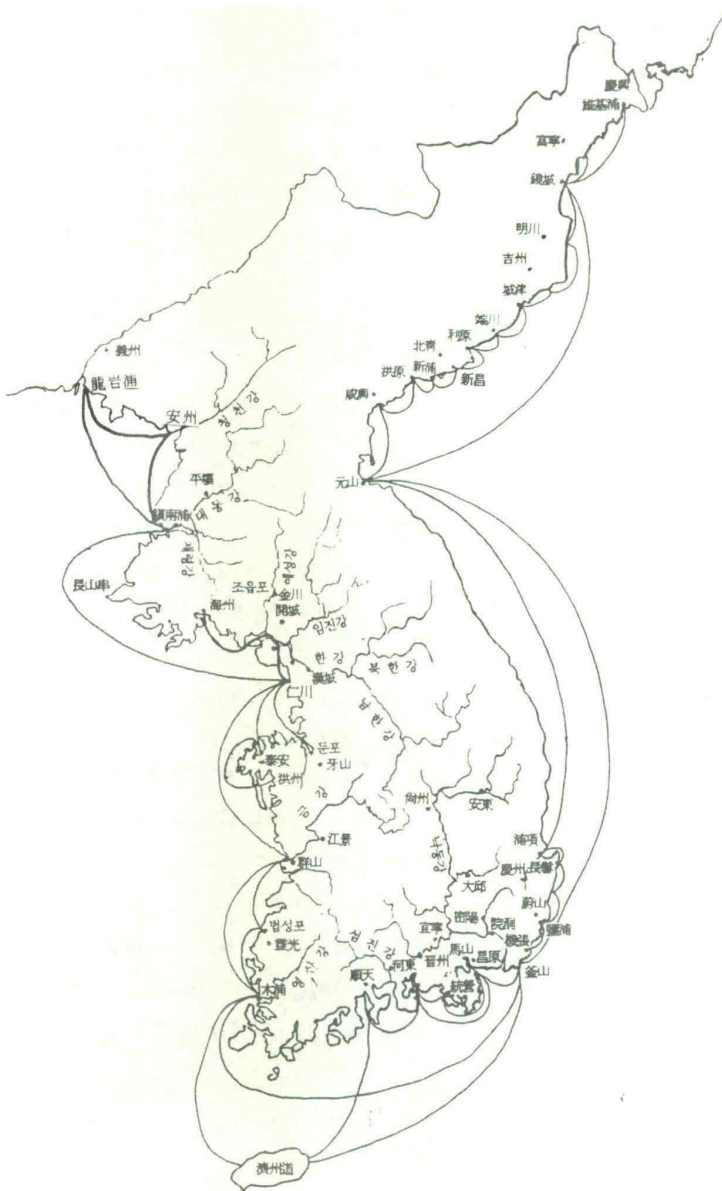 慶興
雄基浦
富寧
鏡城
明川
吉州
城津
端川
利原
北靑
新浦
新昌
洪原
咸興
義州
龍岩浦
安州
청천강
平壤
元山
鎭南浦
대동강
재령강
長山串
海州
조읍포
金川
예성강
開城
임진강
한강
漢城
북한강
仁川
남한강
둔포
泰安
牙山
洪州
금강
尙州
安東
江景
浦項
群山
낙동강
慶州
長鬐
大邱
蔚山
법성포
密陽
院洞
鹽浦
靈光
宜寧
機張
섬진강
馬山
昌原
영산강
河東
晋州
釜山
順天
統營
木浦
濟州道